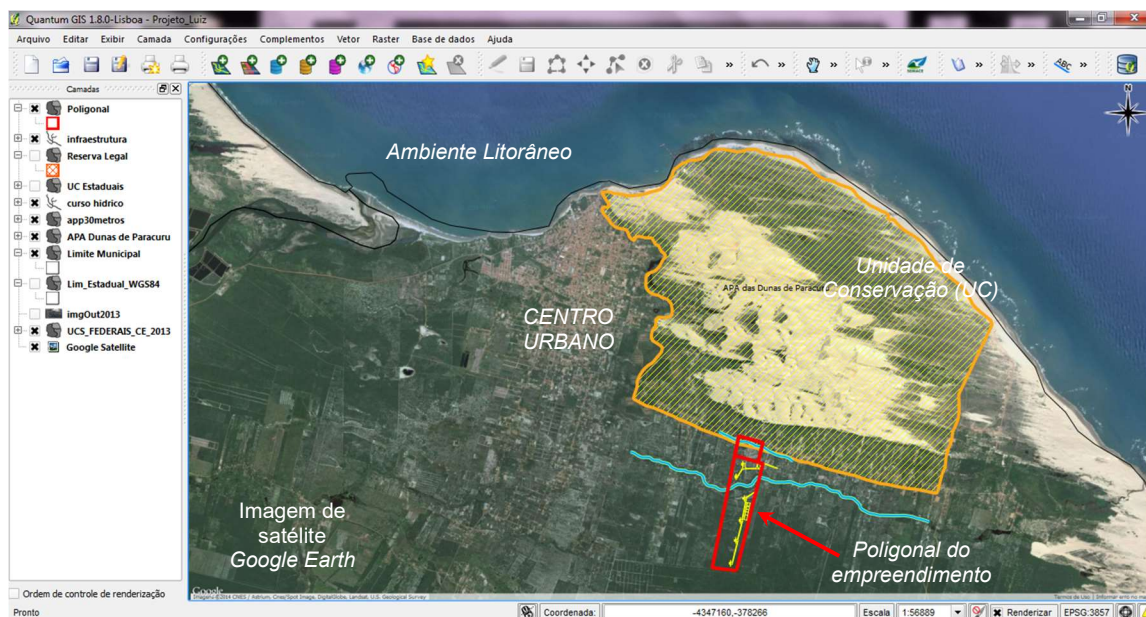 Quantum GIS 1.8.0-Lisboa - Projeto_Luiz
Arquivo Editar Exibir Camada Configurações Complementos Vetor Raster Base de dados Ajuda
Camadas
Poligonal
infraestrutura
Reserva Legal
UC Estaduais
curso hidrico
app30metros
APA Dunas de Paracuru
Limite Municipal
Lim_Estadual_WGS84
imgOut2013
UCS_FEDERAIS_CE_2013
Google Satellite
Ordem de controle de renderização
N
Ambiente Litorâneo
Unidade de
Conservação (UC)
APA das Dunas de Paracuru
CENTRO
URBANO
Imagem de
satélite
Google Earth
Poligonal do
empreendimento
Google
Pronto
Coordenada:
-4347160,-378266
Escala
1:56889
Renderizar
EPSG:3857